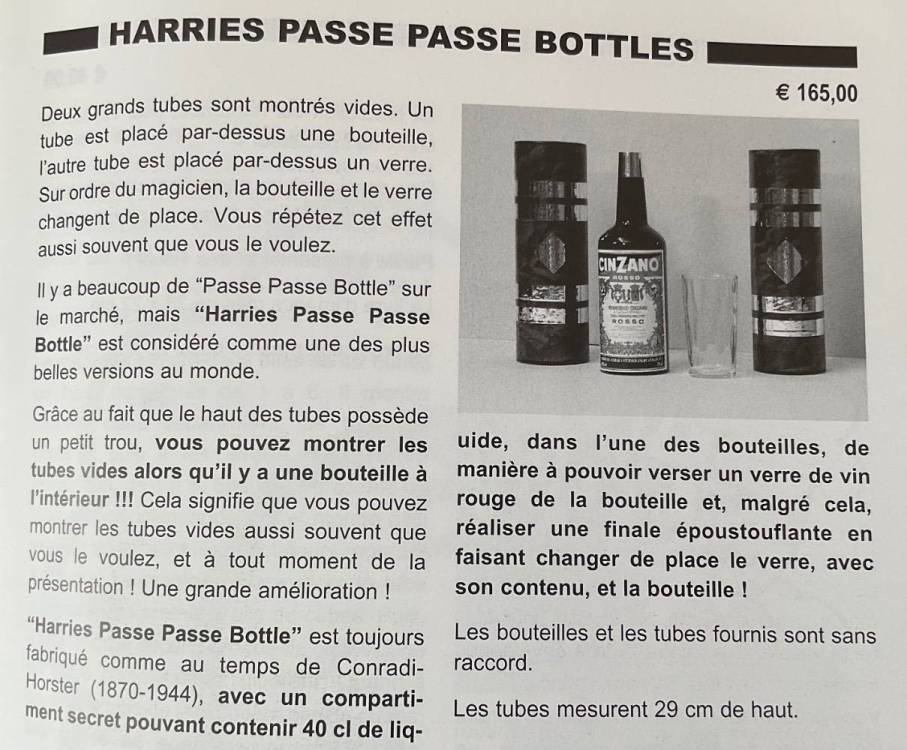 HARRIES PASSE PASSE BOTTLES
Deux grands tubes sont montrés vides. Un
tube est placé par-dessus une bouteille,
l'autre tube est placé par-dessus un verre.
Sur ordre du magicien, la bouteille et le verre
changent de place. Vous répétez cet effet
aussi souvent que vous le voulez.
Il y a beaucoup de “Passe Passe Bottle” sur
le marché, mais “Harries Passe Passe
Bottle” est considéré comme une des plus
belles versions au monde.
Grâce au fait que le haut des tubes possède
un petit trou, vous pouvez montrer les
tubes vides alors qu'il y a une bouteille à
l'intérieur !!! Cela signifie que vous pouvez
montrer les tubes vides aussi souvent que
vous le voulez, et à tout moment de la
présentation ! Une grande amélioration !
“Harries Passe Passe Bottle” est toujours
fabriqué comme au temps de Conradi-
Horster (1870-1944), avec un comparti-
ment secret pouvant contenir 40 cl de liq-
€ 165,00
CINZANO
ROSSO
ROSSO
uide, dans l'une des bouteilles, de
manière à pouvoir verser un verre de vin
rouge de la bouteille et, malgré cela,
réaliser une finale époustouflante en
faisant changer de place le verre, avec
son contenu, et la bouteille !
Les bouteilles et les tubes fournis sont sans
raccord.
Les tubes mesurent 29 cm de haut.